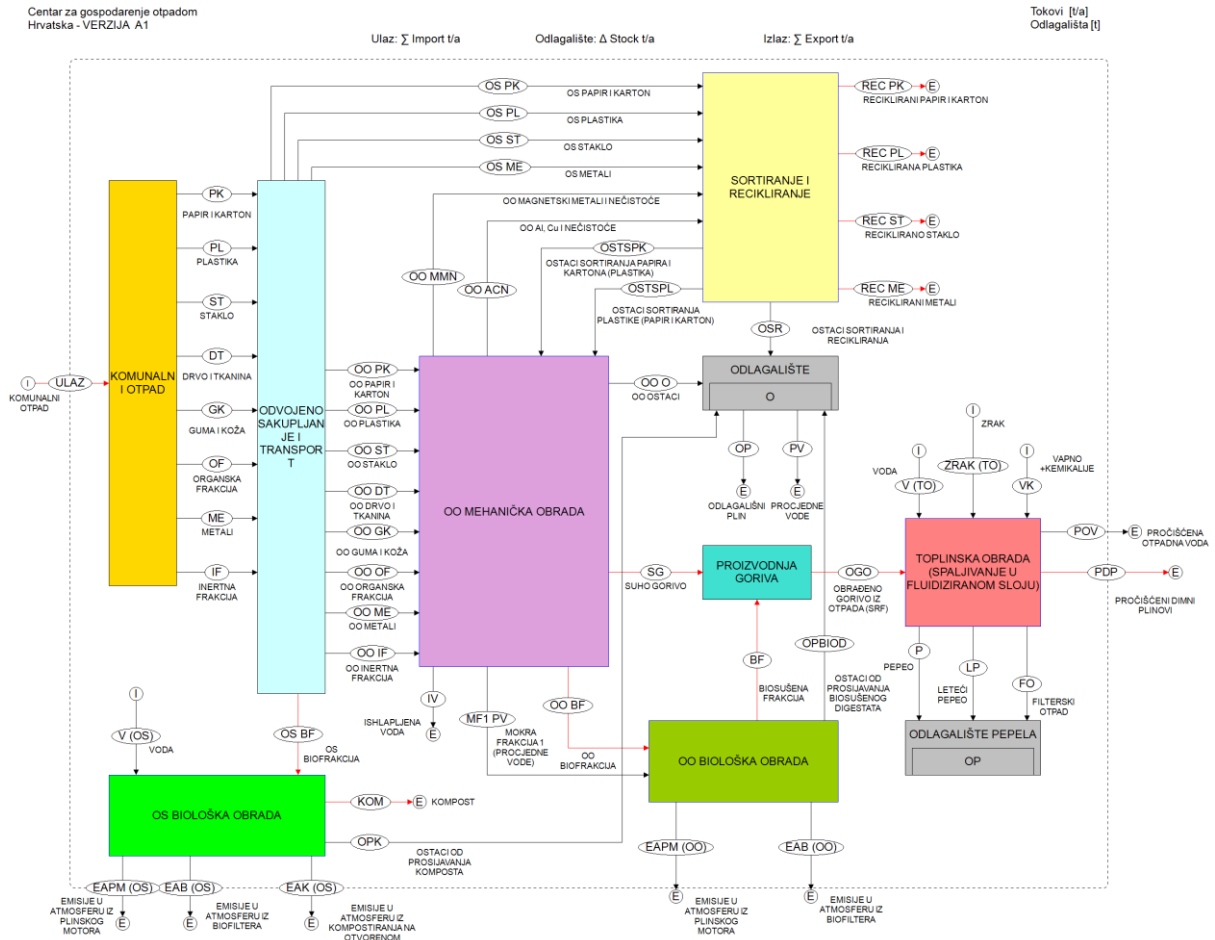 Centar za gospodarenje otpadom
Hrvatska - VERZIJA A1
Ulaz: ∑ Import t/a
Odlagalište: Δ Stock t/a
Izlaz: ∑ Export t/a
Tokovi [t/a]
Odlagališta [t]
OS PK
OS PAPIR I KARTON
OS PL
OS PLASTIKA
OS ST
OS STAKLO
OS ME
OS METALI
SORTIRANJE I
RECIKLIRANJE
REC PK
E
RECIKLIRANI PAPIR I KARTON
REC PL
E
RECIKLIRANA PLASTIKA
REC ST
E
RECIKLIRANO STAKLO
REC ME
E
RECIKLIRANI METALI
OO MAGNETSKI METALI I NEČISTOĆE
OO Al, Cu I NEČISTOĆE
OO MMN
OO ACN
OSTSPK
OSTACI SORTIRANJA PAPIRA I
KARTONA (PLASTIKA)
OSTSPL
OSTACI SORTIRANJA
PLASTIKE (PAPIR I KARTON)
OSR
OSTACI SORTIRANJA I
RECIKLIRANJA
I
ULAZ
KOMUNALNI
OTPAD
KOMUNALN
I OTPAD
PK
PAPIR I KARTON
PL
PLASTIKA
ST
STAKLO
DT
DRVO I TKANINA
GK
GUMA I KOŽA
OF
ORGANSKA
FRAKCIJA
ME
METALI
IF
INERTNA
FRAKCIJA
ODVOJENO
SAKUPLJAN
JE I
TRANSPOR
T
OO PK
OO PAPIR I
KARTON
OO PL
OO PLASTIKA
OO ST
OO STAKLO
OO DT
OO DRVO I
TKANINA
OO GK
OO GUMA I KOŽA
OO OF
OO ORGANSKA
FRAKCIJA
OO ME
OO METALI
OO IF
OO INERTNA
FRAKCIJA
OO MEHANIČKA OBRADA
OO O
OO OSTACI
ODLAGALIŠTE
O
OP
E
ODLAGALIŠNI
PLIN
PV
E
PROCJEDNE
VODE
SG
SUHO GORIVO
PROIZVODNJA
GORIVA
OGO
OBRAĐENO
GORIVO IZ
OTPADA (SRF)
I
VODA
V (TO)
I
ZRAK
ZRAK (TO)
I
VAPNO
+KEMIKALIJE
VK
TOPLINSKA OBRADA
(SPALJIVANJE U
FLUIDIZIRANOM SLOJU)
POV
E
PROČIŠĆENA
OTPADNA VODA
PDP
E
PROČIŠĆENI DIMNI
PLINOVI
P
PEPEO
LP
LETEĆI
PEPEO
FO
FILTERSKI
OTPAD
ODLAGALIŠTE PEPELA
OP
BF
BIOSUŠENA
FRAKCIJA
OPBIOD
OSTACI OD
PROSIJAVANJA
BIOSUŠENOG
DIGESTATA
IV
ISHLAPLJENA
VODA
E
MF1 PV
MOKRA
FRAKCIJA 1
(PROCJEDNE
VODE)
OO BF
OO
BIOFRAKCIJA
OO BIOLOŠKA OBRADA
I
V (OS)
VODA
OS BF
OS
BIOFRAKCIJA
OS BIOLOŠKA OBRADA
KOM
E
KOMPOST
OPK
OSTACI OD
PROSIJAVANJA
KOMPOSTA
EAPM (OS)
EMISIJE U
ATMOSFERU IZ
PLINSKOG
MOTORA
E
EAB (OS)
E
EMISIJE U
ATMOSFERU IZ
BIOFILTERA
EAK (OS)
E
EMISIJE U
ATMOSFERU IZ
KOMPOSTIRANJA NA
OTVORENOM
EAPM (OO)
E
EMISIJE U
ATMOSFERU IZ
PLINSKOG
MOTORA
EAB (OO)
E
EMISIJE U
ATMOSFERU IZ
BIOFILTERA